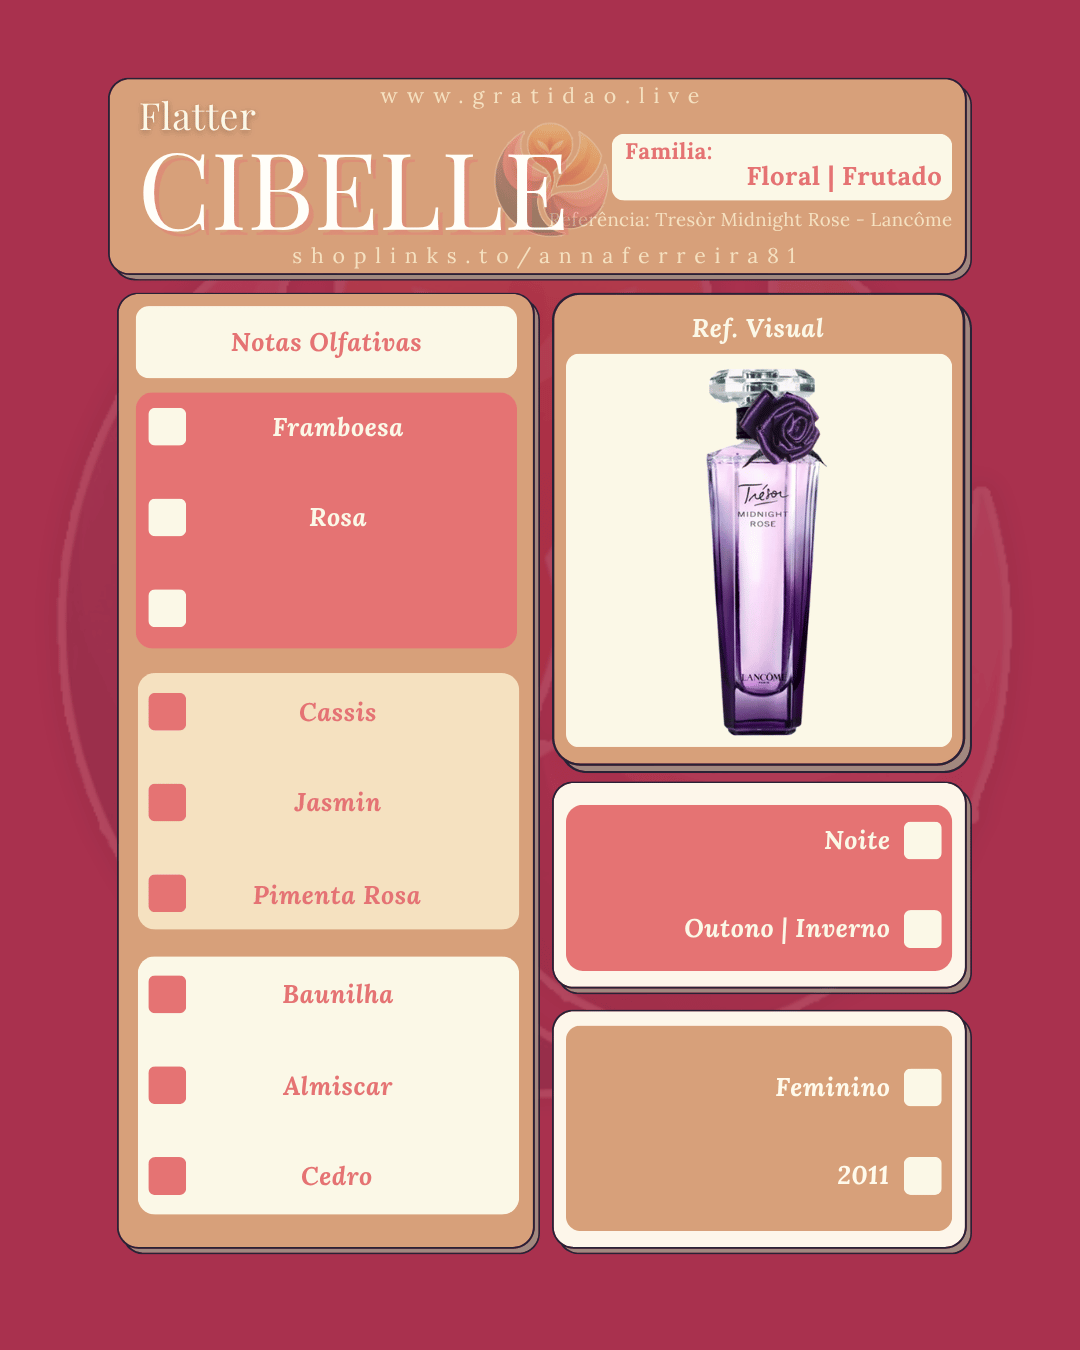 www.gratidao.live
Flatter
CIBELLE
Familia:
Floral | Frutado
Referência: Tresòr Midnight Rose - Lancôme
shoplinks.to/annaferreira81
Notas Olfativas
Framboesa
Rosa
Cassis
Jasmin
Pimenta Rosa
Baunilha
Almiscar
Cedro
Ref. Visual
Trésor
MIDNIGHT
ROSE
LANCÔME
PARIS
Noite
Outono | Inverno
Feminino
2011